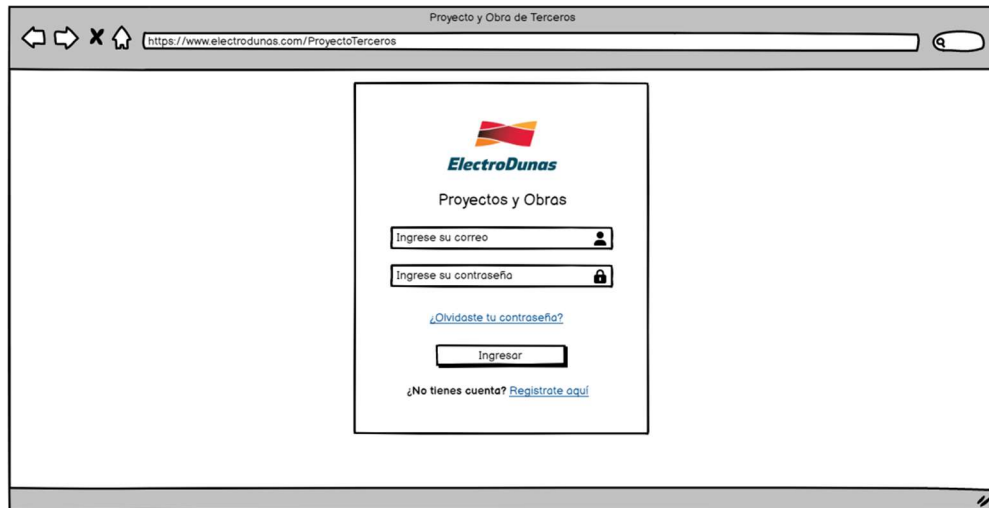 Proyecto y Obra de Terceros
https://www.electrodunas.com/ProyectoTerceros
ElectroDunas
Proyectos y Obras
Ingrese su correo
Ingrese su contraseña
¿Olvidaste tu contraseña?
Ingresar
¿No tienes cuenta? Registrate aquí